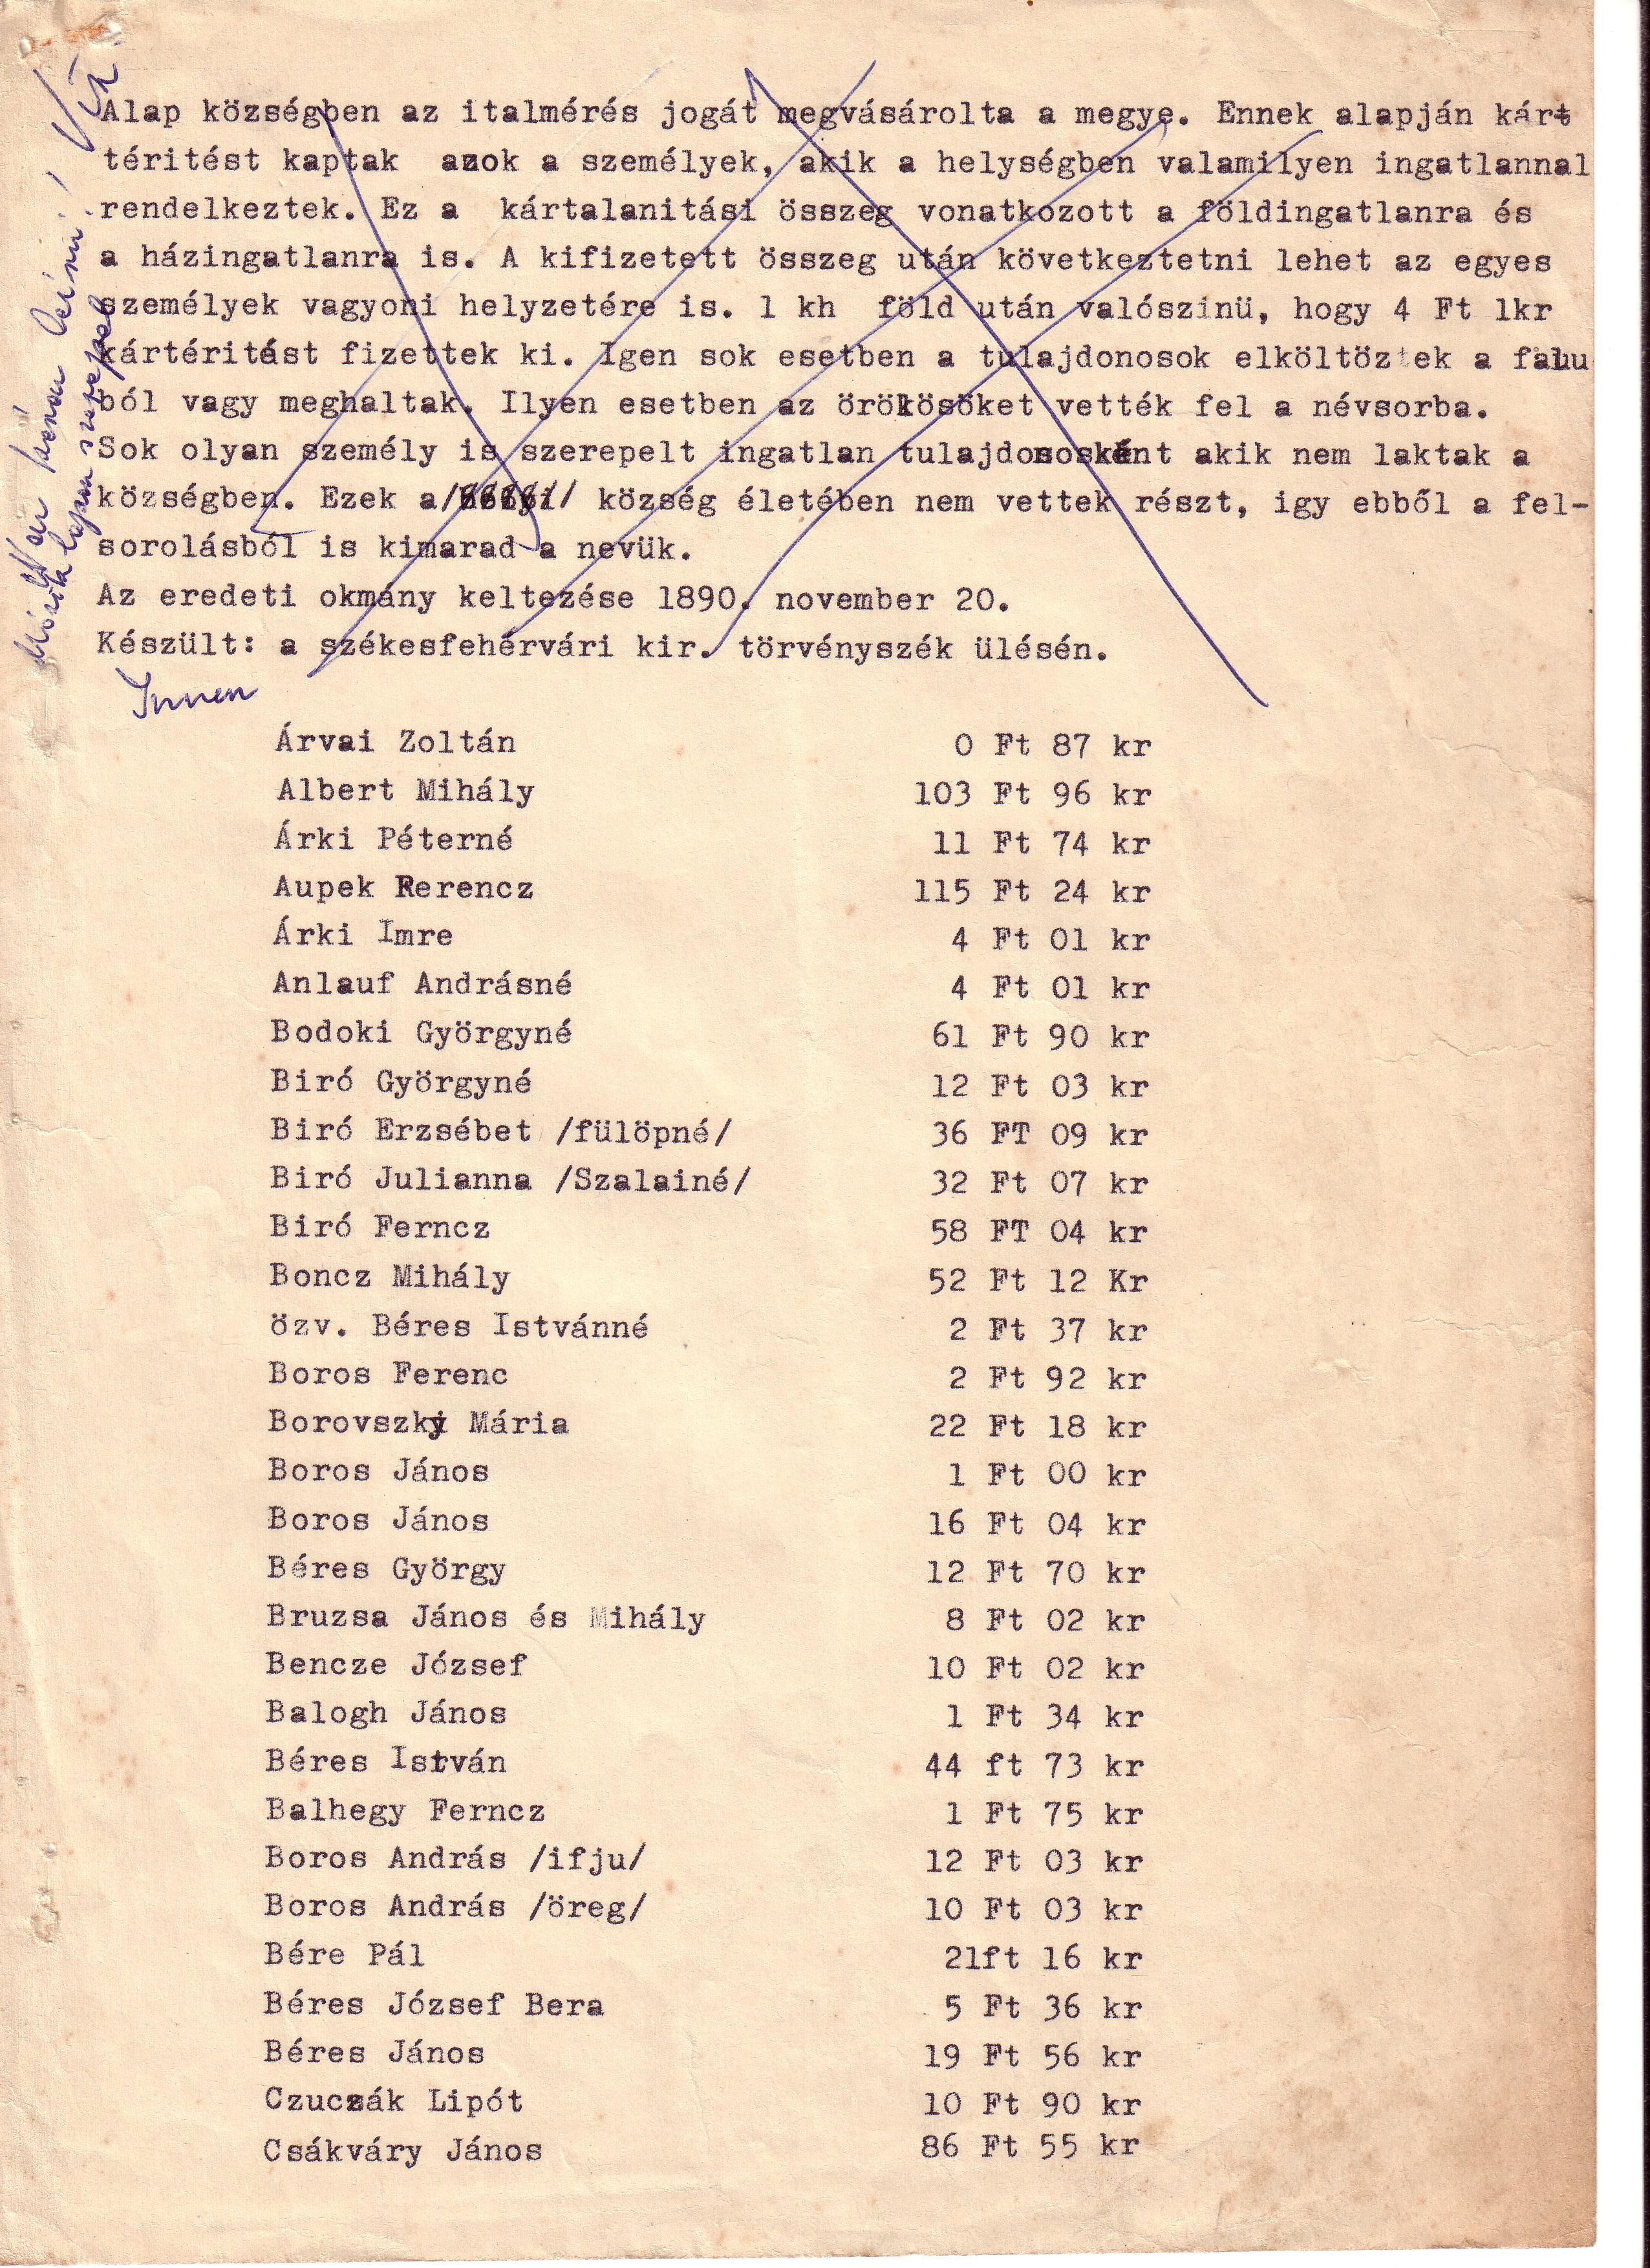 Alap községben az italmérés jogát megvásárolta a megye. Ennek alapján kárt
téritést kaptak azok a személyek, akik a helységben valamilyen ingatlannal
rendelkeztek. Ez a kártalanitási összeg vonatkozott a földingatlanra és
a házingatlanra is. A kifizetett összeg után következtetni lehet az egyes
személyek vagyoni helyzetére is. 1 kh föld után valószinü, hogy 4 Ft 1kr
kártéritést fizettek ki. Igen sok esetben a tulajdonosok elköltöztek a falu
ból vagy meghaltak. Ilyen esetben az örökösöket vették fel a névsorba.
Sok olyan személy is szerepelt ingatlan tulajdonosként akik nem laktak a
községben. Ezek a község életében nem vettek részt, igy ebből a fel-
sorolásból is kimarad a nevük.
Az eredeti okmány keltezése 1890. november 20.
Készült: a székesfehérvári kir. törvényszék ülésén.
Innen
Árvai Zoltán 0 Ft 87 kr
Albert Mihály 103 Ft 96 kr
Árki Péterné 11 Ft 74 kr
Aupek Rerencz 115 Ft 24 kr
Árki Imre 4 Ft 01 kr
Anlauf Andrásné 4 Ft 01 kr
Bodoki Györgyné 61 Ft 90 kr
Biró Györgyné 12 Ft 03 kr
Biró Erzsébet /fülöpné/ 36 FT 09 kr
Biró Julianna /Szalainé/ 32 Ft 07 kr
Biró Ferncz 58 FT 04 kr
Boncz Mihály 52 Ft 12 Kr
özv. Béres Istvánné 2 Ft 37 kr
Boros Ferenc 2 Ft 92 kr
Borovszki Mária 22 Ft 18 kr
Boros János 1 Ft 00 kr
Boros János 16 Ft 04 kr
Béres György 12 Ft 70 kr
Bruzsa János és Mihály 8 Ft 02 kr
Bencze József 10 Ft 02 kr
Balogh János 1 Ft 34 kr
Béres István 44 ft 73 kr
Balhegy Ferncz 1 Ft 75 kr
Boros András /ifju/ 12 Ft 03 kr
Boros András /öreg/ 10 Ft 03 kr
Bére Pál 21ft 16 kr
Béres József Bera 5 Ft 36 kr
Béres János 19 Ft 56 kr
Czuczák Lipót 10 Ft 90 kr
Csákváry János 86 Ft 55 kr